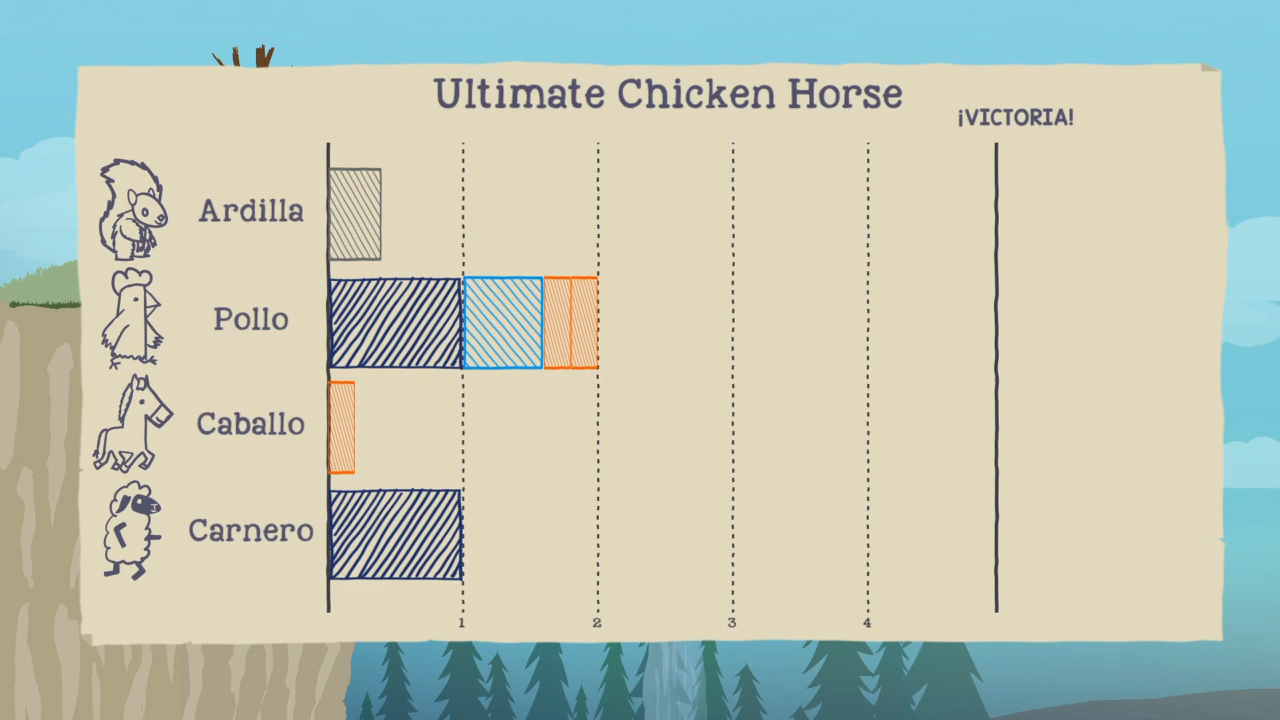 Ultimate Chicken Horse
¡VICTORIA!
Ardilla
Pollo
Caballo
Carnero
1 2 3 4